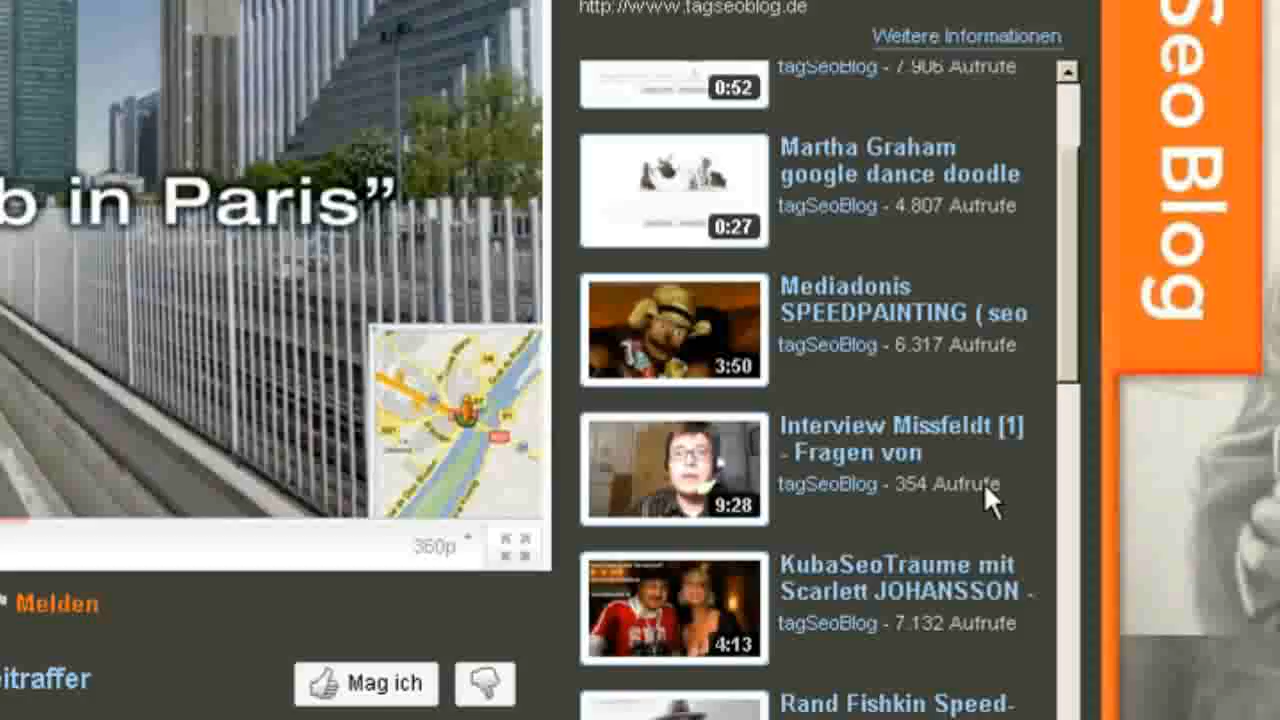 http://www.tagseoblog.de
Weitere Informationen
tagSeoBlog - 7.906 Aufrufe
0:52
Martha Graham
google dance doodle
tagSeoBlog - 4.807 Aufrufe
0:27
Mediadonis
SPEEDPAINTING ( seo
tagSeoBlog - 6.317 Aufrufe
3:50
Interview Missfeldt [1]
- Fragen von
tagSeoBlog - 354 Aufrufe
9:28
KubaSeoTräume mit
Scarlett JOHANSSON -
tagSeoBlog - 7.132 Aufrufe
4:13
Rand Fishkin Speed-
b in Paris”
360p
Melden
eitraffer
Mag ich
Seo Blog